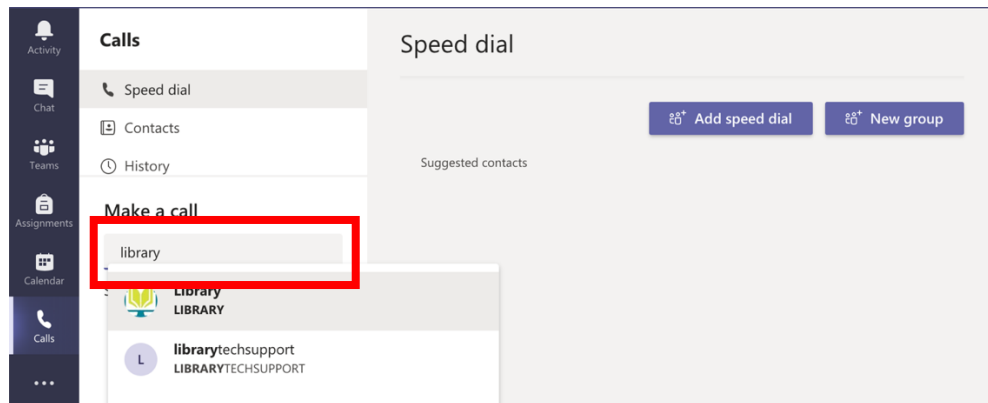 Activity
Chat
Teams
Assignments
Calendar
Calls
Calls
Speed dial
Contacts
History
Make a call
library
Library
LIBRARY
L
librarytechsupport
LIBRARYTECHSUPPORT
Speed dial
Add speed dial
New group
Suggested contacts